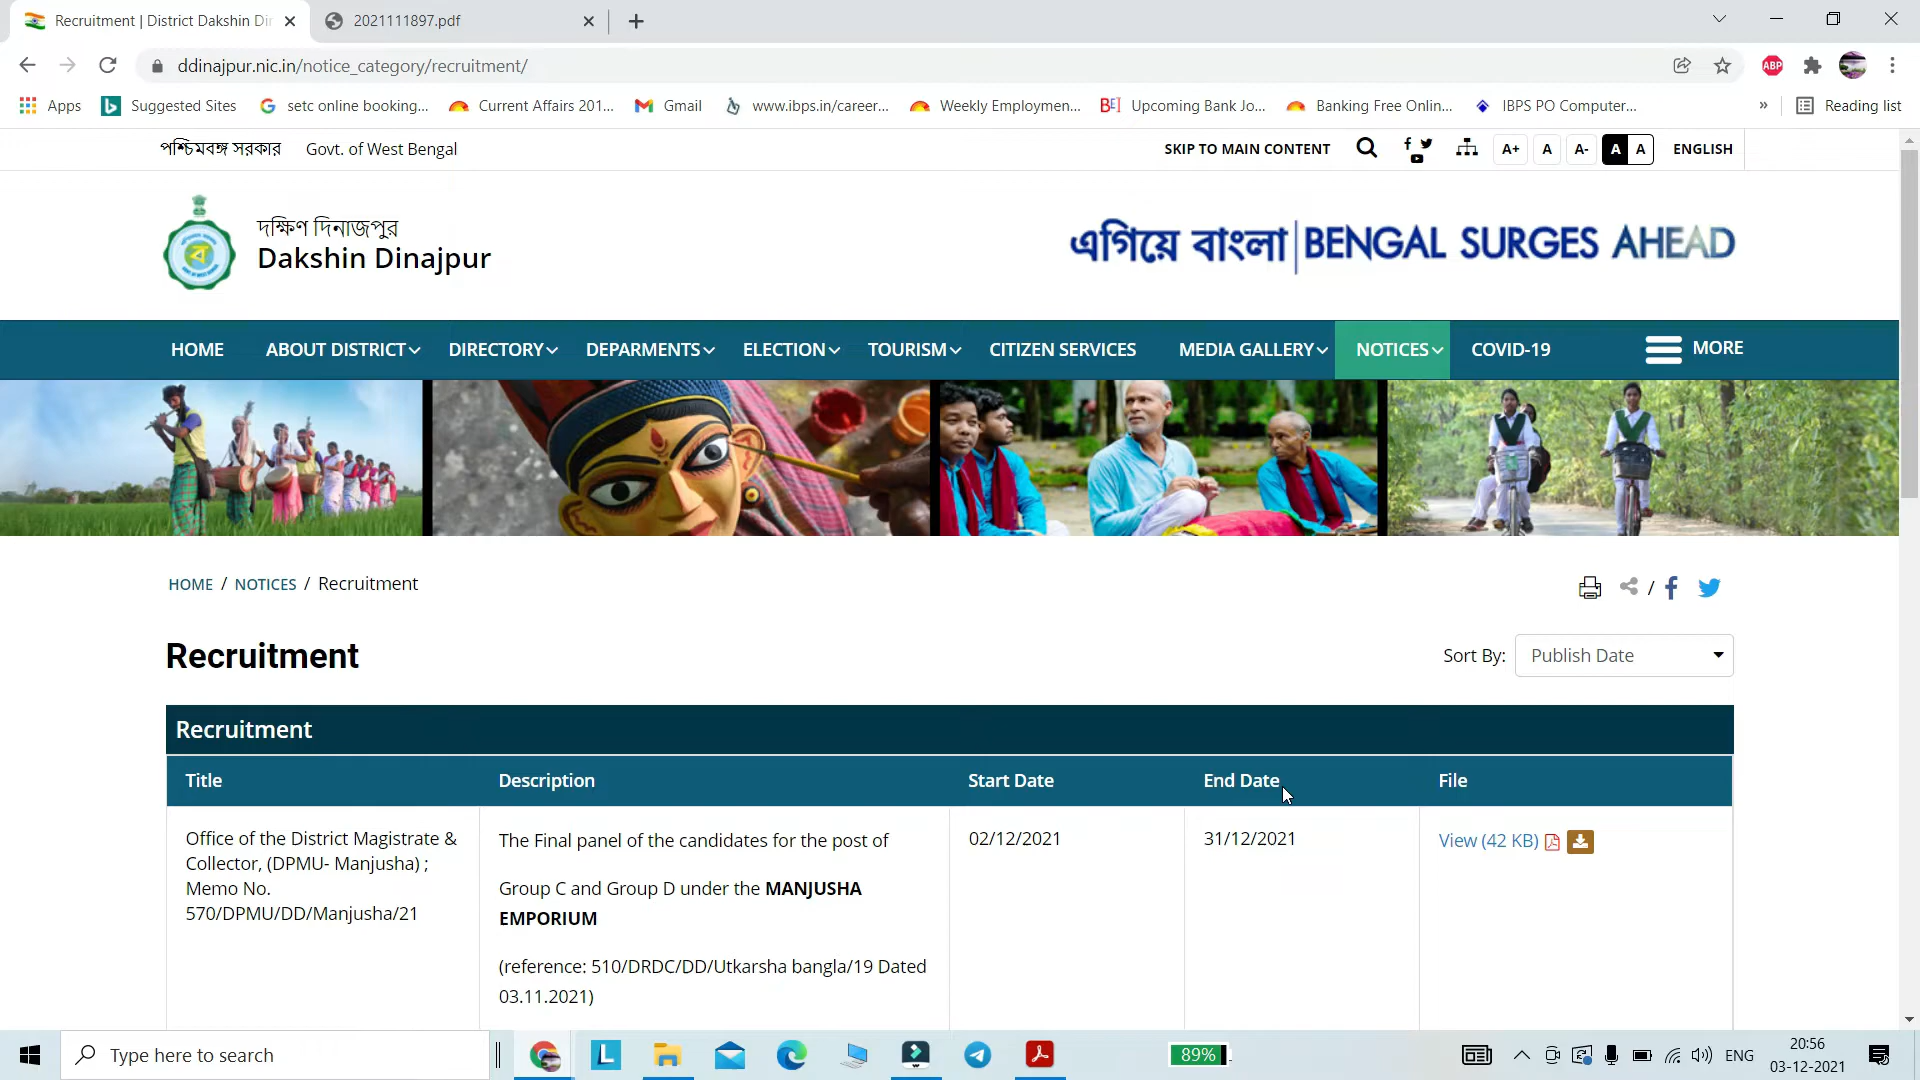 Recruitment | District Dakshin Di
2021111897.pdf
ddinajpur.nic.in/notice_category/recruitment/
ABP
Apps
Suggested Sites
setc online booking...
Current Affairs 201...
Gmail
www.ibps.in/career...
Weekly Employmen...
Upcoming Bank Jo...
Banking Free Onlin...
IBPS PO Computer...
»
Reading list
পশ্চিমবঙ্গ সরকার
Govt. of West Bengal
SKIP TO MAIN CONTENT
A+
A
A-
A
A
ENGLISH
দক্ষিণ দিনাজপুর
Dakshin Dinajpur
এগিয়ে বাংলা BENGAL SURGES AHEAD
HOME
ABOUT DISTRICT
DIRECTORY
DEPARMENTS
ELECTION
TOURISM
CITIZEN SERVICES
MEDIA GALLERY
NOTICES
COVID-19
MORE
HOME / NOTICES / Recruitment
/
Recruitment
Sort By:
Publish Date
Recruitment
Title
Description
Start Date
End Date
File
Office of the District Magistrate &
Collector, (DPMU- Manjusha) ;
Memo No.
570/DPMU/DD/Manjusha/21
The Final panel of the candidates for the post of
Group C and Group D under the MANJUSHA
EMPORIUM
(reference: 510/DRDC/DD/Utkarsha bangla/19 Dated
03.11.2021)
02/12/2021
31/12/2021
View (42 KB)
Type here to search
89%
ENG
20:56
03-12-2021